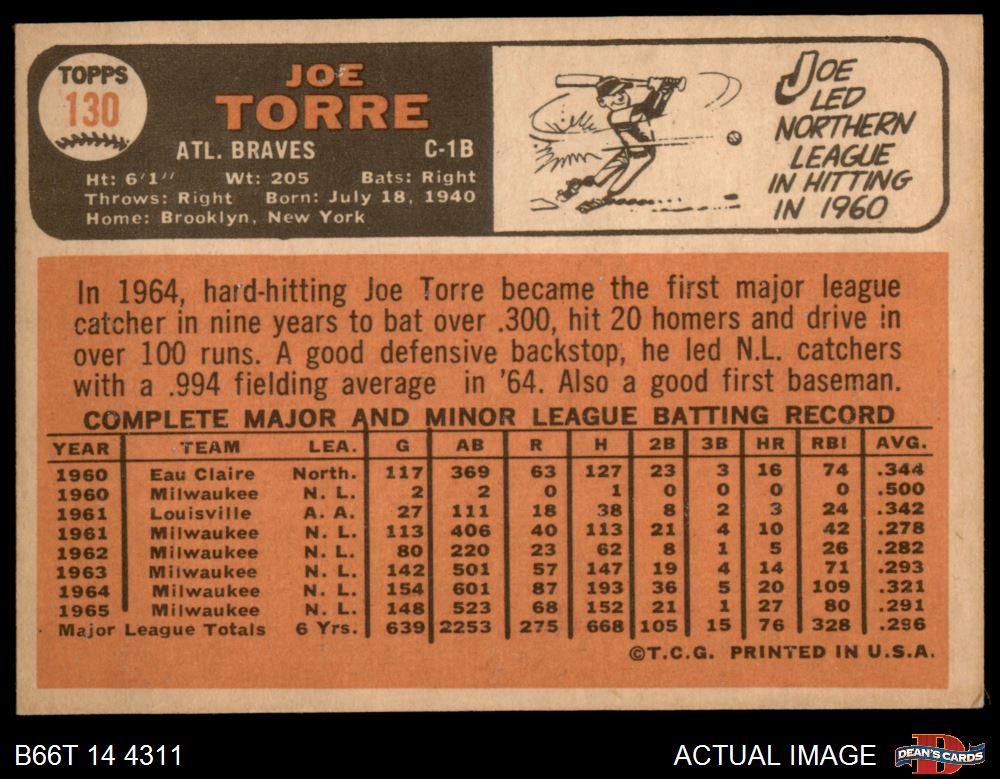 TOPPS
130
JOE
TORRE
ATL. BRAVES C-1B
Ht: 6'1" Wt: 205 Bats: Right
Throws: Right Born: July 18, 1940
Home: Brooklyn, New York
JOE
LED
NORTHERN
LEAGUE
IN HITTING
IN 1960
In 1964, hard-hitting Joe Torre became the first major league
catcher in nine years to bat over .300, hit 20 homers and drive in
over 100 runs. A good defensive backstop, he led N.L. catchers
with a .994 fielding average in '64. Also a good first baseman.
COMPLETE MAJOR AND MINOR LEAGUE BATTING RECORD
YEAR TEAM LEA. G AB R H 2B 3B HR RBI AVG.
1960 Eau Claire North. 117 369 63 127 23 3 16 74 .344
1960 Milwaukee N. L. 2 2 0 1 0 0 0 0 .500
1961 Louisville A. A. 27 111 18 38 8 2 3 24 .342
1961 Milwaukee N. L. 113 406 40 113 21 4 10 42 .278
1962 Milwaukee N. L. 80 220 23 62 8 1 5 26 .282
1963 Milwaukee N. L. 142 501 57 147 19 4 14 71 .293
1964 Milwaukee N. L. 154 601 87 193 36 5 20 109 .321
1965 Milwaukee N. L. 148 523 68 152 21 1 27 80 .291
Major League Totals 6 Yrs. 639 2253 275 668 105 15 76 328 .296
©T.C.G. PRINTED IN U.S.A.
B66T 14 4311
ACTUAL IMAGE
DEAN'S CARDS